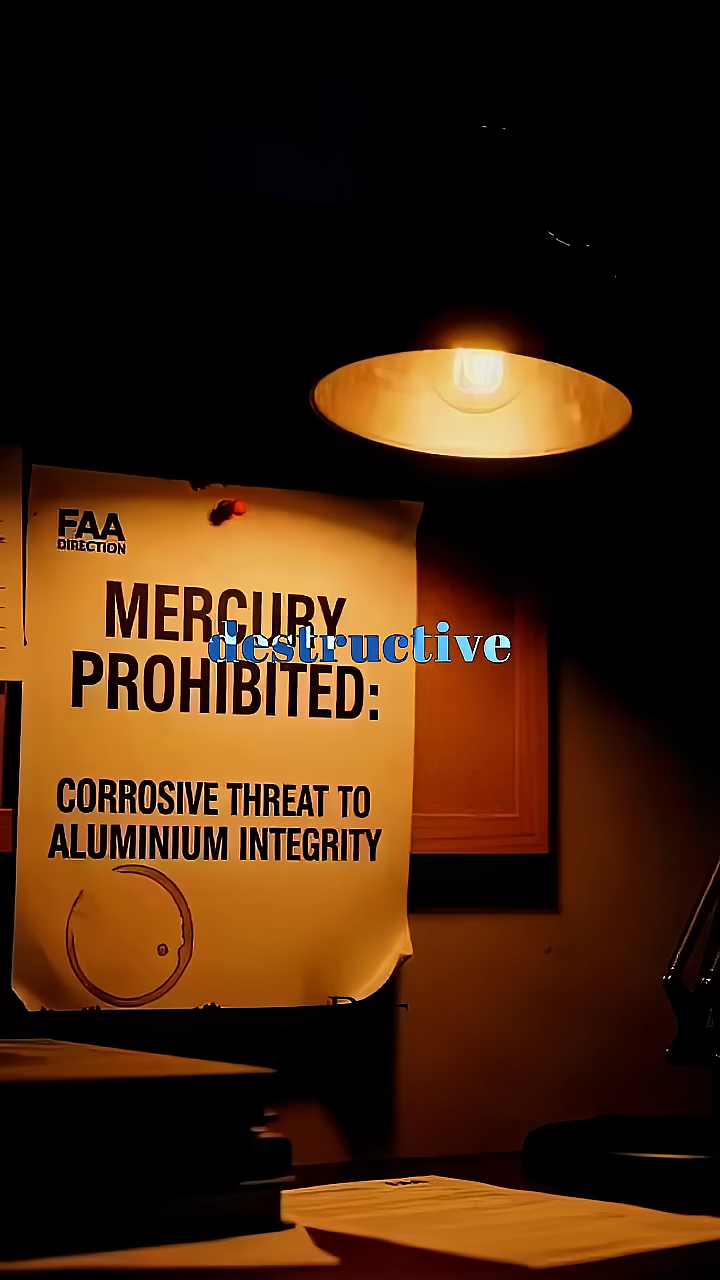 FAA
DIRECTION
MERCURY
destructive
PROHIBITED:
CORROSIVE THREAT TO
ALUMINIUM INTEGRITY